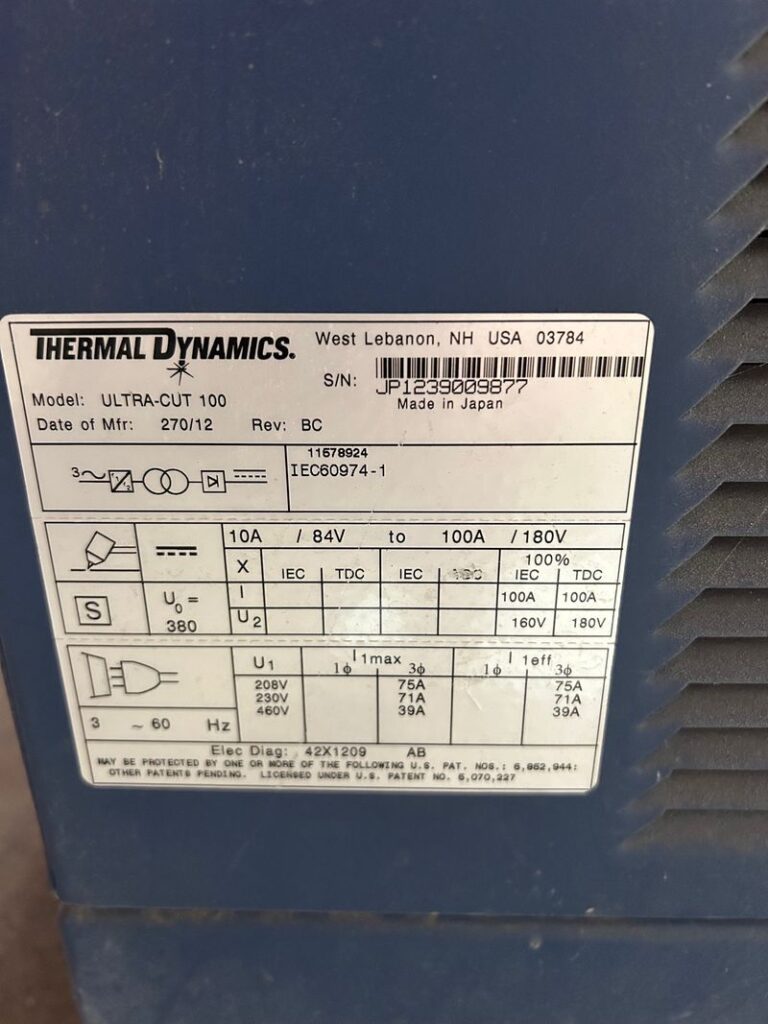 THERMAL DYNAMICS. West Lebanon, NH USA 03784
S/N: JP1239009877
Made in Japan
Model: ULTRA-CUT 100
Date of Mfr: 270/12 Rev: BC
11578924
3~ IEC60974-1
10A / 84V to 100A / 180V
100%
X IEC TDC IEC IEC TDC
I 100A 100A
S U0 = 380
U2 160V 180V
U1 I1max I1eff
1ϕ 3ϕ 1ϕ 3ϕ
208V 75A 75A
230V 71A 71A
460V 39A 39A
3 ~ 60 Hz
Elec Diag: 42X1209 AB
MAY BE PROTECTED BY ONE OR MORE OF THE FOLLOWING U.S. PAT. NOS.: 6,852,944;
OTHER PATENTS PENDING. LICENSED UNDER U.S. PATENT NO. 6,070,227